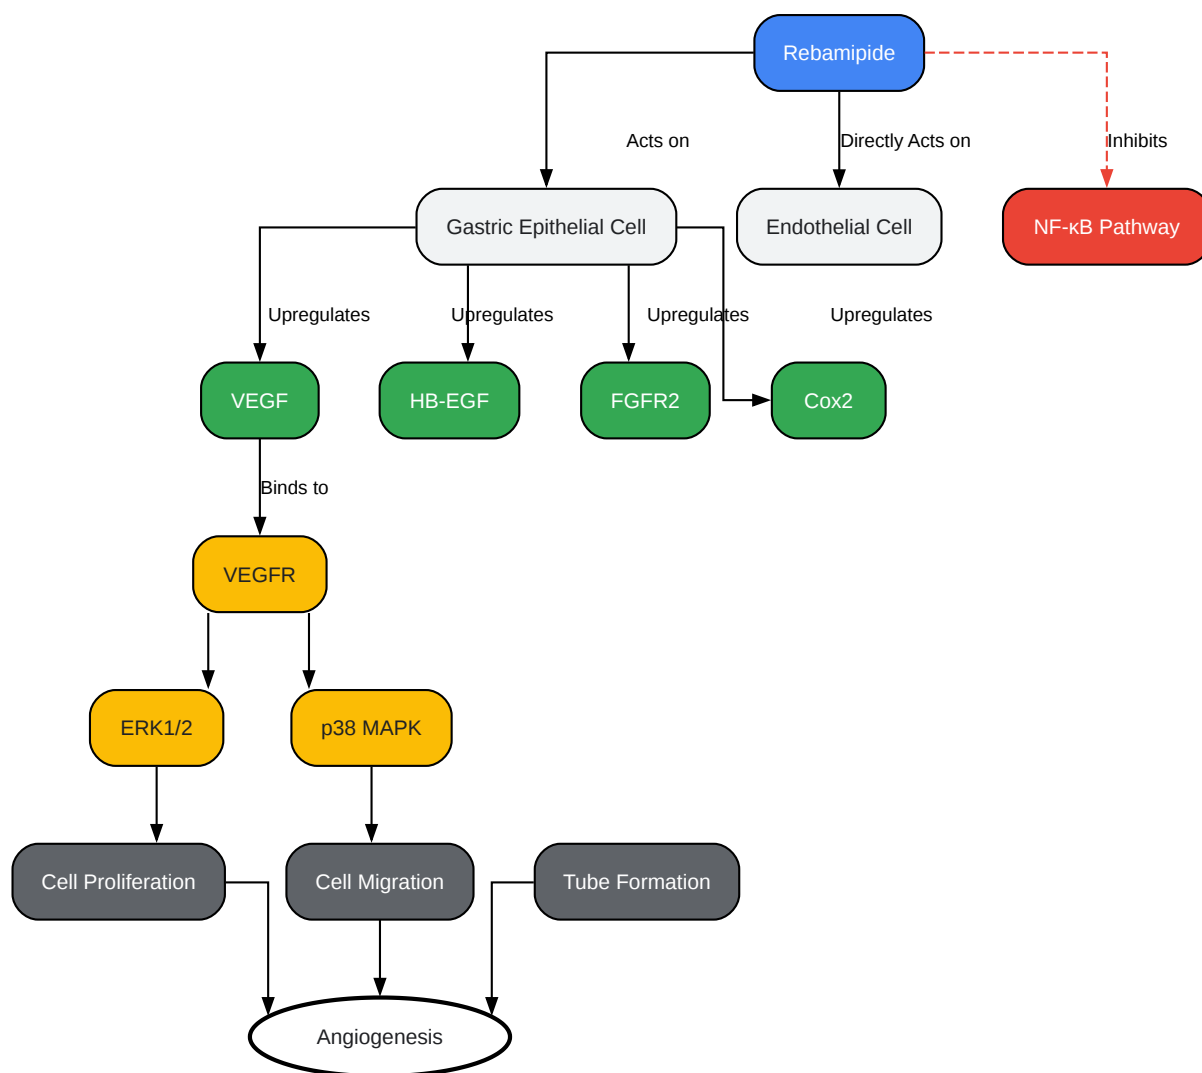 Rebamipide
Acts on
Directly Acts on
Inhibits
Gastric Epithelial Cell
Endothelial Cell
NF-κB Pathway
Upregulates
Upregulates
Upregulates
Upregulates
VEGF
HB-EGF
FGFR2
Cox2
Binds to
VEGFR
ERK1/2
p38 MAPK
Cell Proliferation
Cell Migration
Tube Formation
Angiogenesis